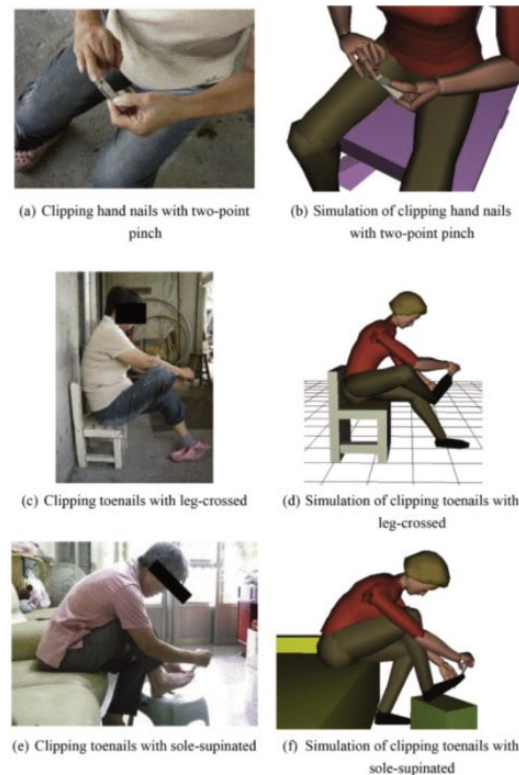 (a) Clipping hand nails with two-point
pinch
(b) Simulation of clipping hand nails
with two-point pinch
(c) Clipping toenails with leg-crossed
(d) Simulation of clipping toenails with
leg-crossed
(e) Clipping toenails with sole-supinated
(f) Simulation of clipping toenails with
sole-supinated